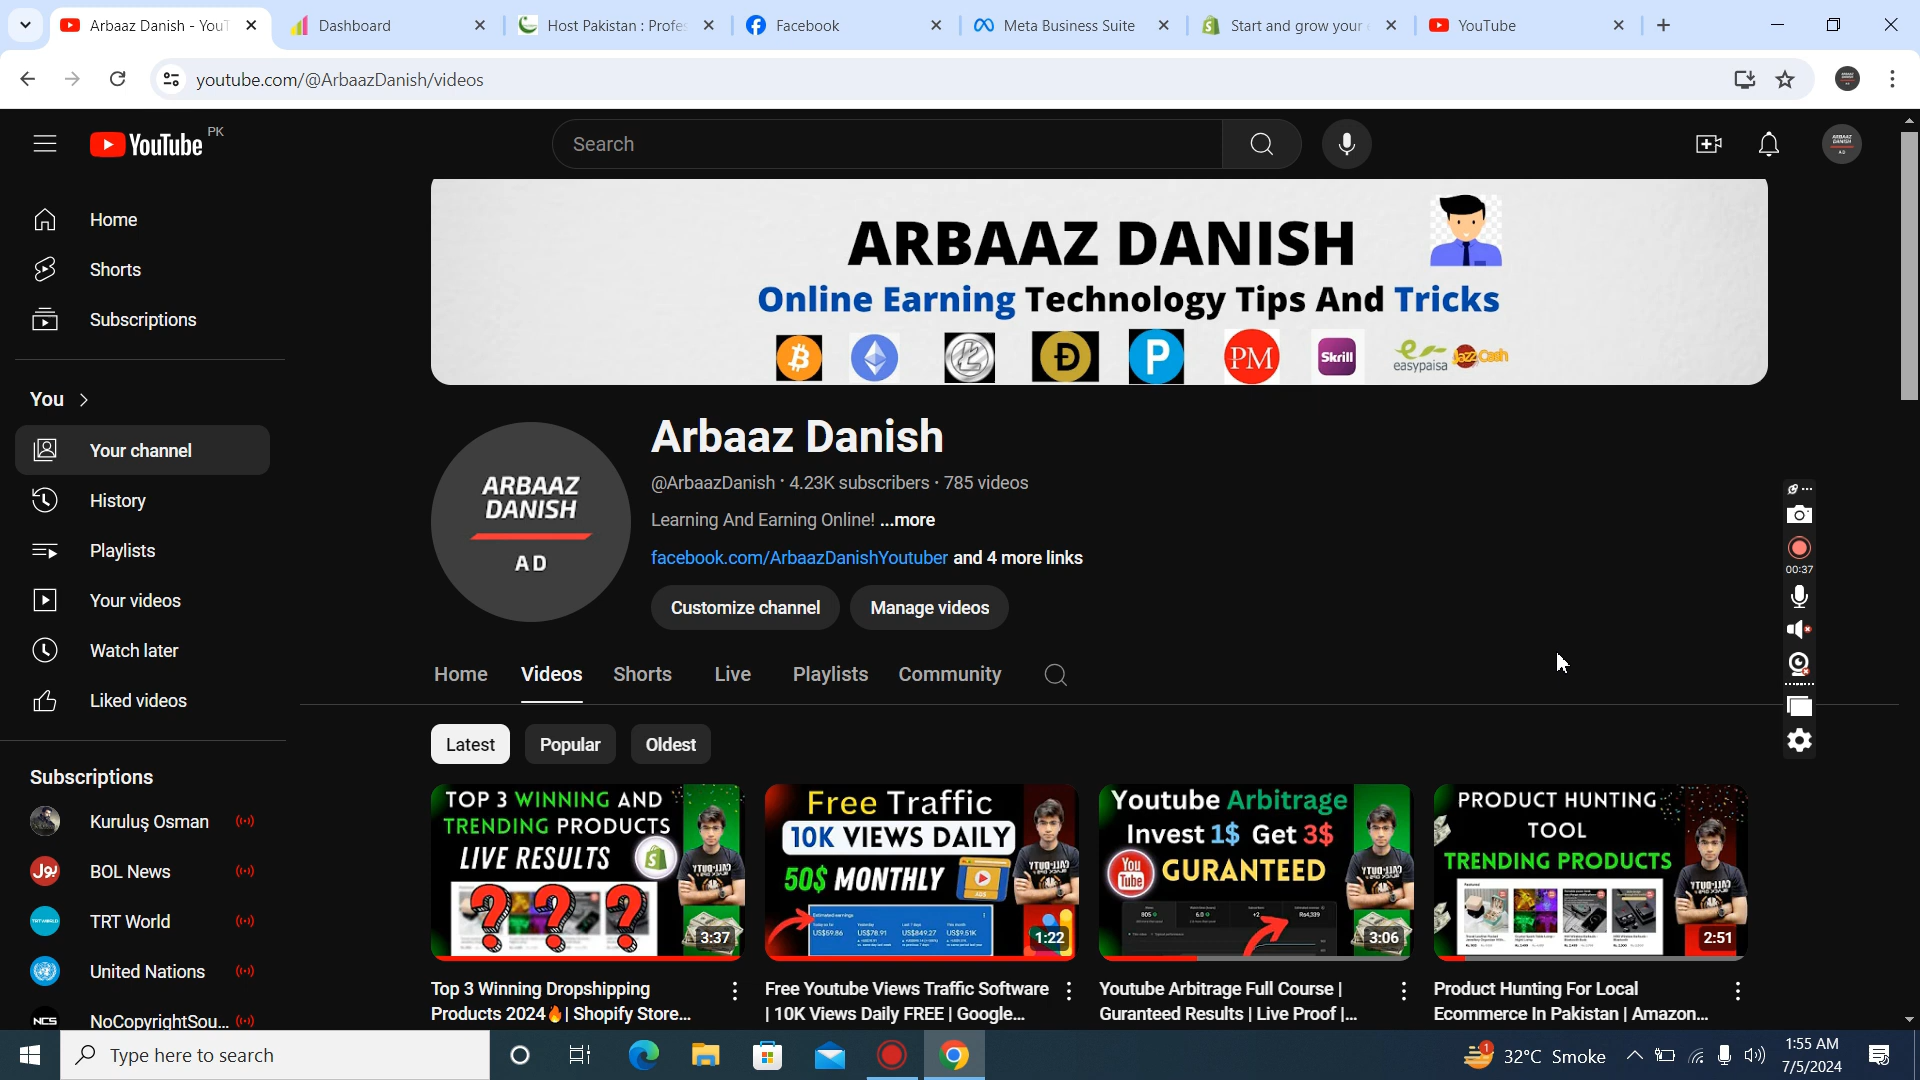 Arbaaz Danish - YouT
Dashboard
Host Pakistan : Profes
Facebook
Meta Business Suite
Start and grow your
YouTube
youtube.com/@ArbaazDanish/videos
YouTube
PK
Search
Home
Shorts
Subscriptions
You
Your channel
History
Playlists
Your videos
Watch later
Liked videos
Subscriptions
Kuruluş Osman
BOL News
TRT World
United Nations
NoCopyrightSou...
ARBAAZ DANISH
Online Earning Technology Tips And Tricks
PM
Skrill
easypaisa
JazzCash
ARBAAZ
DANISH
AD
Arbaaz Danish
@ArbaazDanish · 4.23K subscribers · 785 videos
Learning And Earning Online! ...more
facebook.com/ArbaazDanishYoutuber and 4 more links
Customize channel
Manage videos
Home
Videos
Shorts
Live
Playlists
Community
00:37
Latest
Popular
Oldest
TOP 3 WINNING AND
TRENDING PRODUCTS
LIVE RESULTS
???
3:37
Free Traffic
10K VIEWS DAILY
50$ MONTHLY
1:22
Youtube Arbitrage
Invest 1$ Get 3$
GURANTEED
You
Tube
3:06
PRODUCT HUNTING
TOOL
TRENDING PRODUCTS
2:51
Top 3 Winning Dropshipping
Products 2024🔥| Shopify Store...
Free Youtube Views Traffic Software
| 10K Views Daily FREE | Google...
Youtube Arbitrage Full Course |
Guranteed Results | Live Proof |...
Product Hunting For Local
Ecommerce In Pakistan | Amazon...
Type here to search
1
32°C Smoke
1:55 AM
7/5/2024